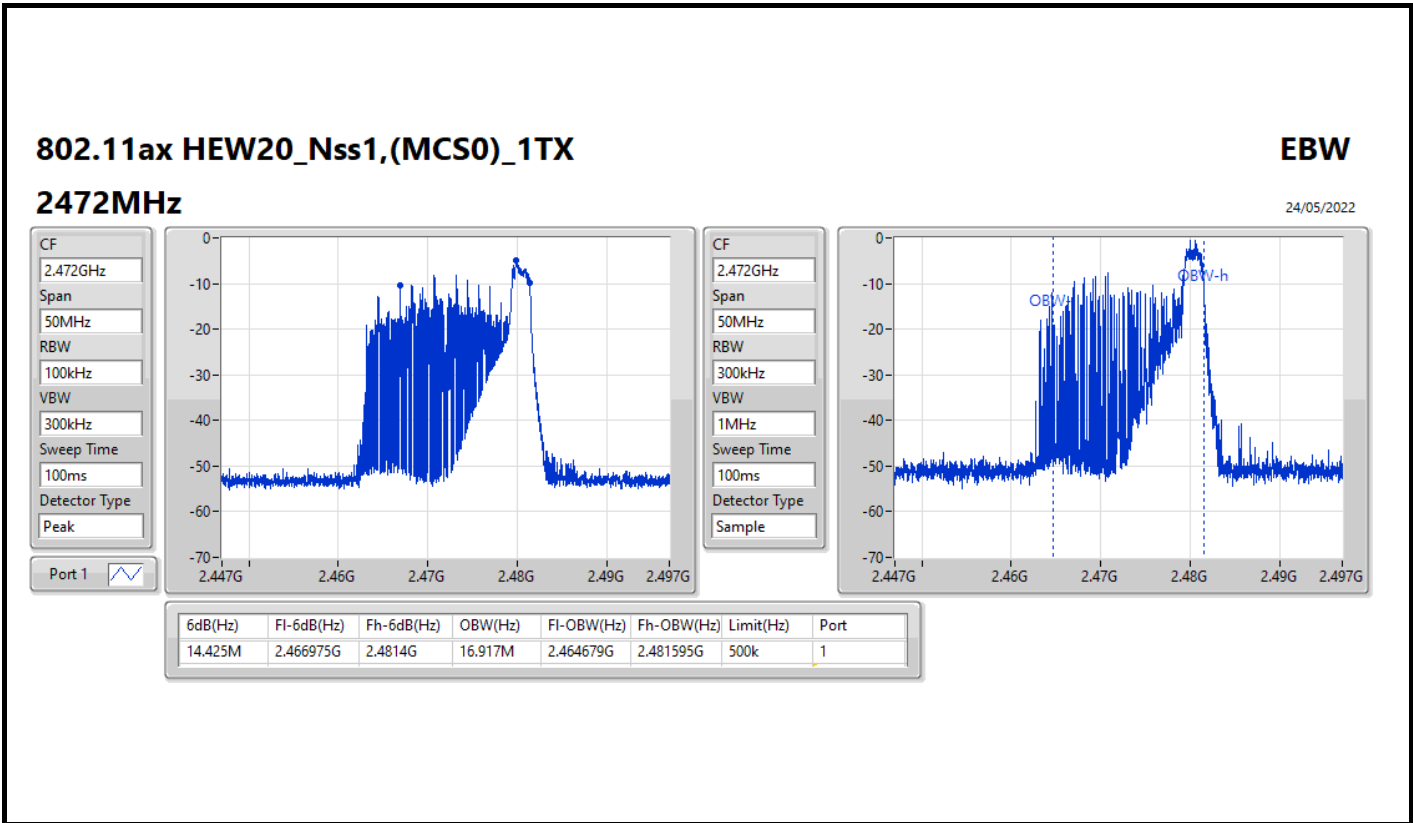 802.11ax HEW20_Nss1,(MCS0)_1TX
EBW
2472MHz
24/05/2022
CF
2.472GHz
Span
50MHz
RBW
100kHz
VBW
300kHz
Sweep Time
100ms
Detector Type
Peak
Port 1
0
-10
-20
-30
-40
-50
-60
-70
2.447G 2.46G 2.47G 2.48G 2.49G 2.497G
CF
2.472GHz
Span
50MHz
RBW
300kHz
VBW
1MHz
Sweep Time
100ms
Detector Type
Sample
0
-10
-20
-30
-40
-50
-60
-70
OBW-h
2.447G 2.46G 2.47G 2.48G 2.49G 2.497G
6dB(Hz) Fl-6dB(Hz) Fh-6dB(Hz) OBW(Hz) Fl-OBW(Hz) Fh-OBW(Hz) Limit(Hz) Port
14.425M 2.466975G 2.4814G 16.917M 2.464679G 2.481595G 500k 1